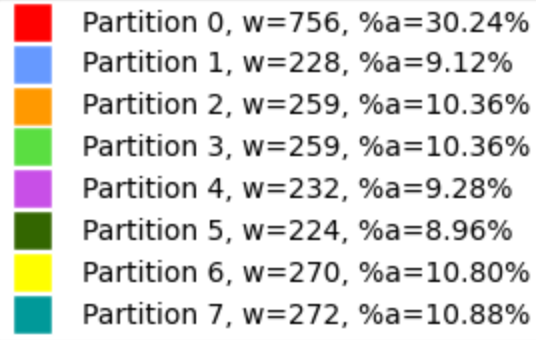 Partition 0, w=756, %a=30.24%
Partition 1, w=228, %a=9.12%
Partition 2, w=259, %a=10.36%
Partition 3, w=259, %a=10.36%
Partition 4, w=232, %a=9.28%
Partition 5, w=224, %a=8.96%
Partition 6, w=270, %a=10.80%
Partition 7, w=272, %a=10.88%